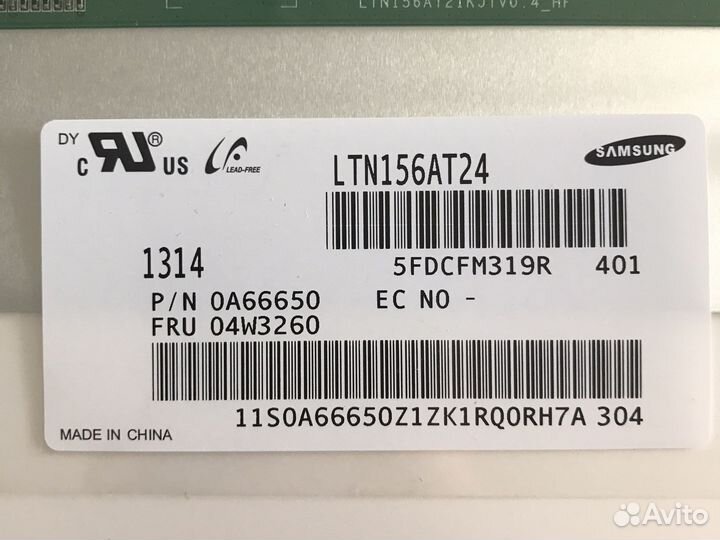 DY
C UR ® US
LEAD-FREE
LTN156AT24
SAMSUNG
1314
5FDCFM319R 401
P/N 0A66650 EC NO -
FRU 04W3260
11S0A66650Z1ZK1RQ0RH7A 304
MADE IN CHINA
Avito